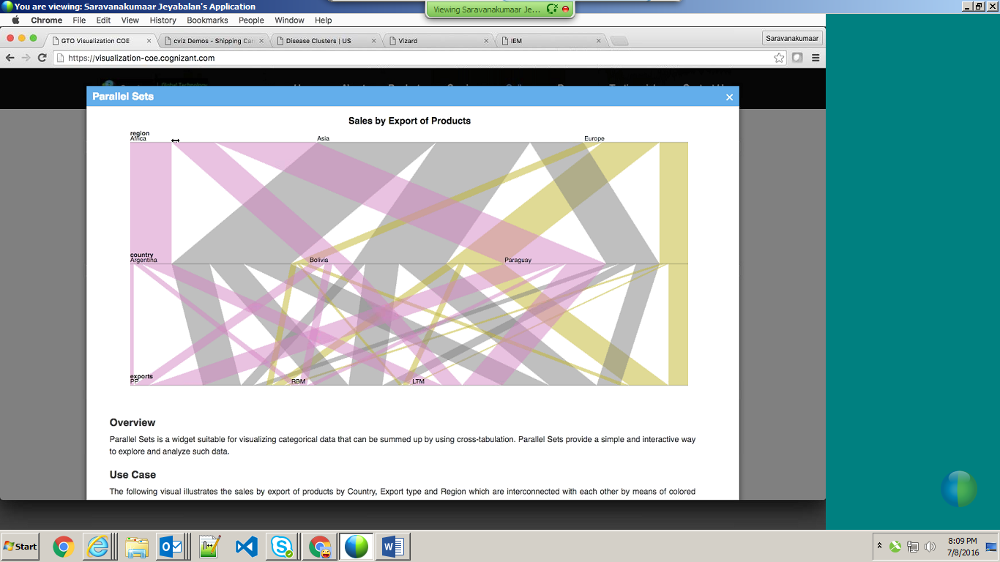 You are viewing: Saravanakumaar Jeyabalan's Application
Viewing Saravanakumaar Je...
Chrome File Edit View History Bookmarks People Window Help
GTO Visualization COE
cviz Demos - Shipping Car
Disease Clusters | US
Vizard
IEM
Saravanakumaar
https://visualization-coe.cognizant.com
Parallel Sets
Sales by Export of Products
region
Africa Asia Europe
country
Argentina Bolivia Paraguay
exports
PP RBM LTM
Overview
Parallel Sets is a widget suitable for visualizing categorical data that can be summed up by using cross-tabulation. Parallel Sets provide a simple and interactive way
to explore and analyze such data.
Use Case
The following visual illustrates the sales by export of products by Country, Export type and Region which are interconnected with each other by means of colored
Start
8:09 PM
7/8/2016